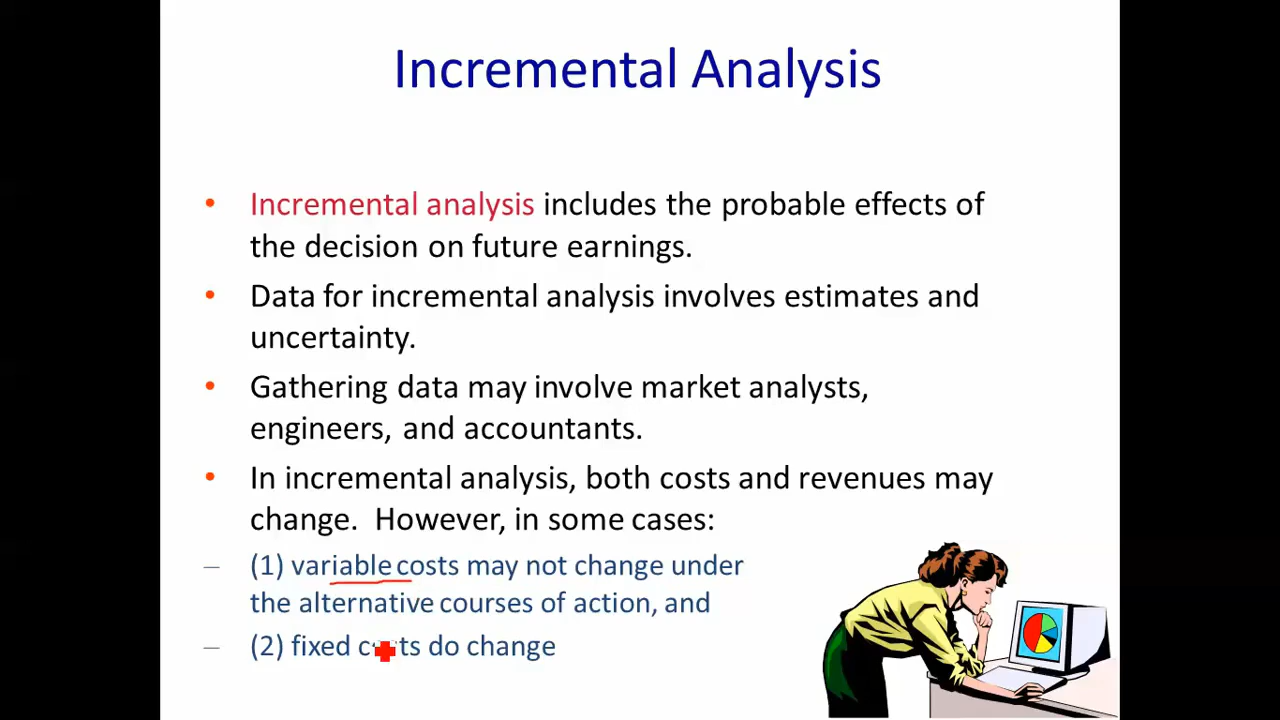 Incremental Analysis
• Incremental analysis includes the probable effects of
the decision on future earnings.
• Data for incremental analysis involves estimates and
uncertainty.
• Gathering data may involve market analysts,
engineers, and accountants.
• In incremental analysis, both costs and revenues may
change. However, in some cases:
– (1) variable costs may not change under
the alternative courses of action, and
– (2) fixed costs do change